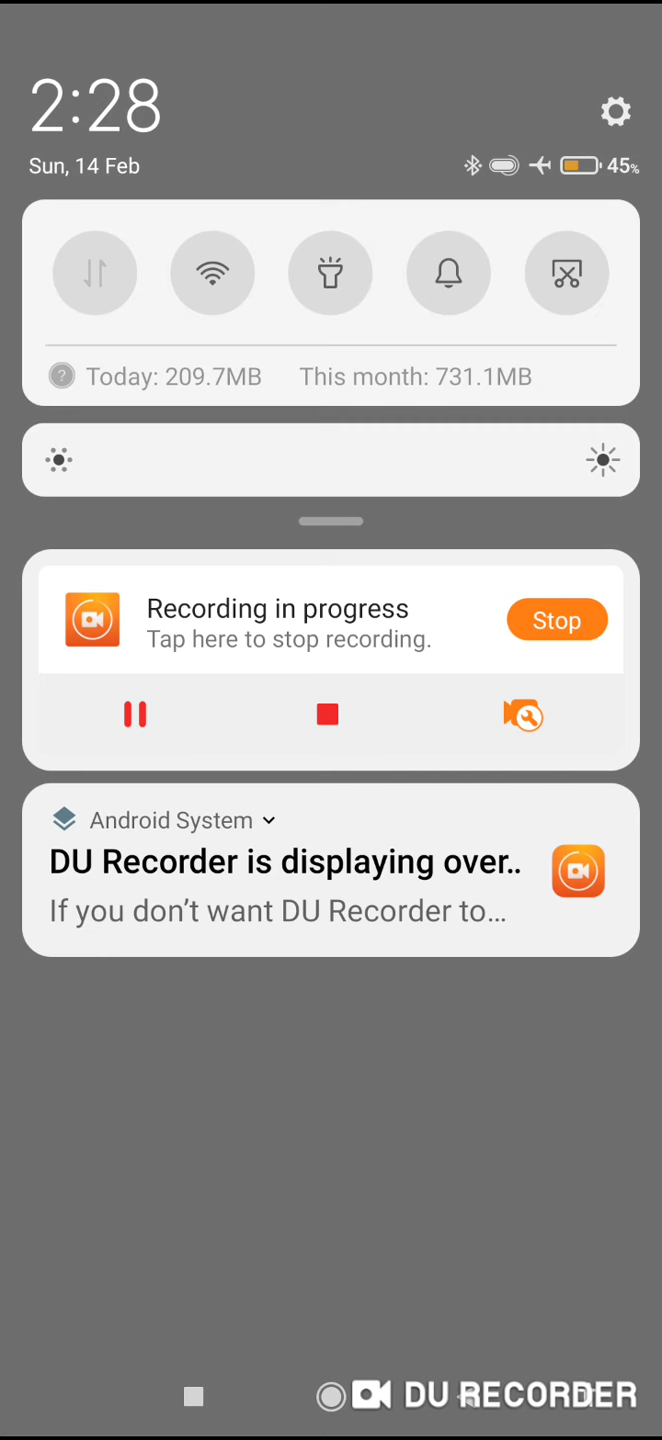 2:28
Sun, 14 Feb
45%
Today: 209.7MB This month: 731.1MB
Recording in progress
Tap here to stop recording.
Stop
Android System
DU Recorder is displaying over..
If you don’t want DU Recorder to...
DU RECORDER